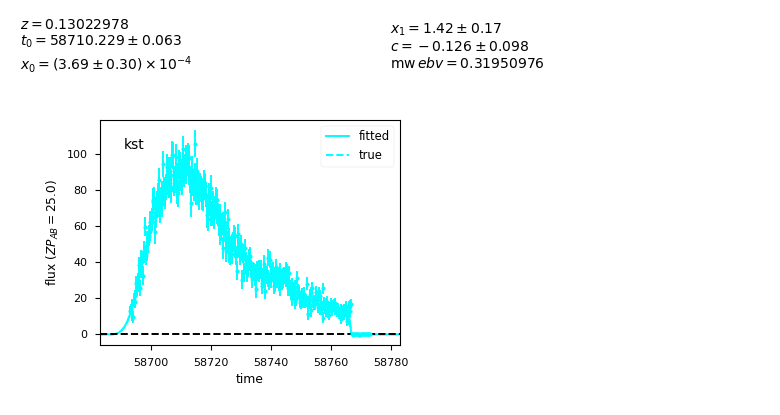 z = 0.13022978
t₀ = 58710.229 ± 0.063
x₀ = (3.69 ± 0.30) × 10⁻⁴
x₁ = 1.42 ± 0.17
c = −0.126 ± 0.098
mw ebv = 0.31950976
kst
fitted
true
flux (ZP_AB = 25.0)
100
80
60
40
20
0
58700 58720 58740 58760 58780
time